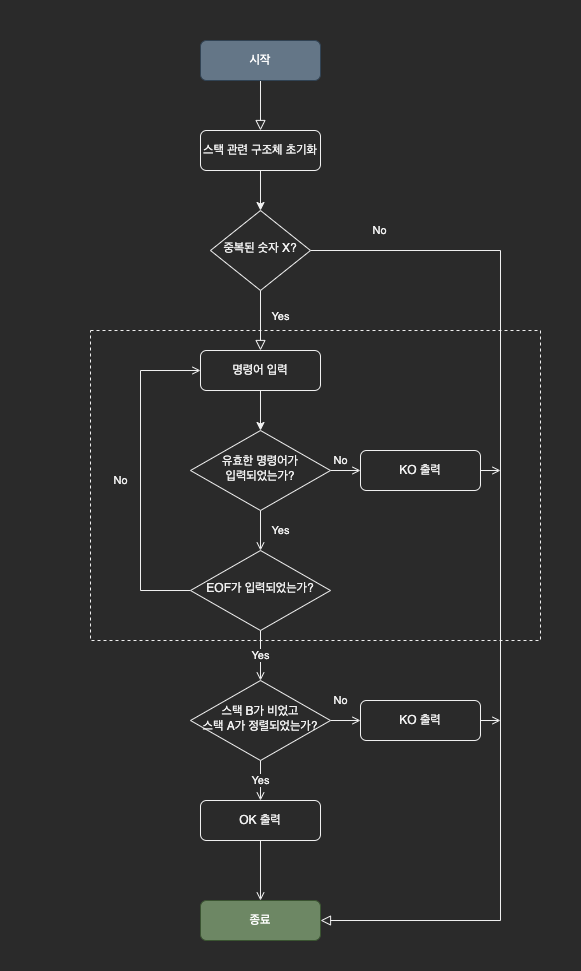 시작
스택 관련 구조체 초기화
중복된 숫자 X?
No
Yes
명령어 입력
유효한 명령어가
입력되었는가?
No
KO 출력
No
Yes
EOF가 입력되었는가?
Yes
스택 B가 비었고
스택 A가 정렬되었는가?
No
KO 출력
Yes
OK 출력
종료